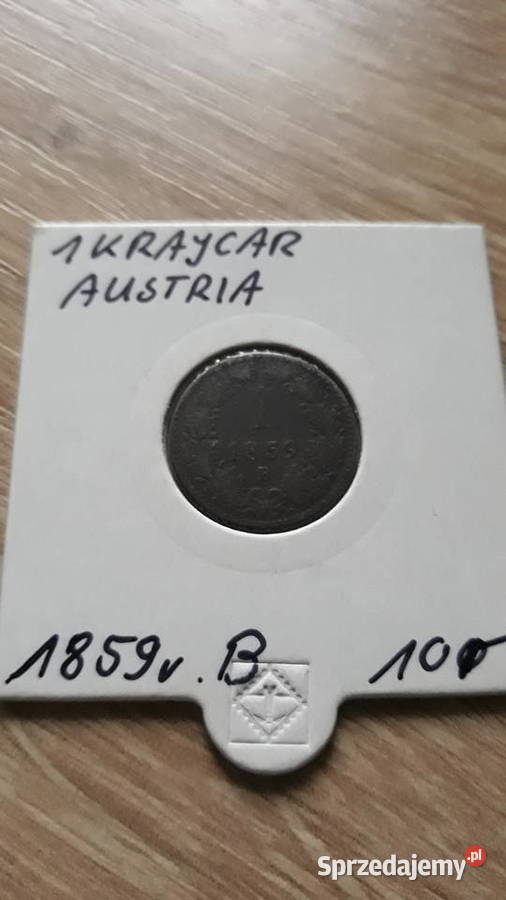 1 KRAYCAR
AUSTRIA
1
1859
B
1859r. B
10
Sprzedajemy.pl